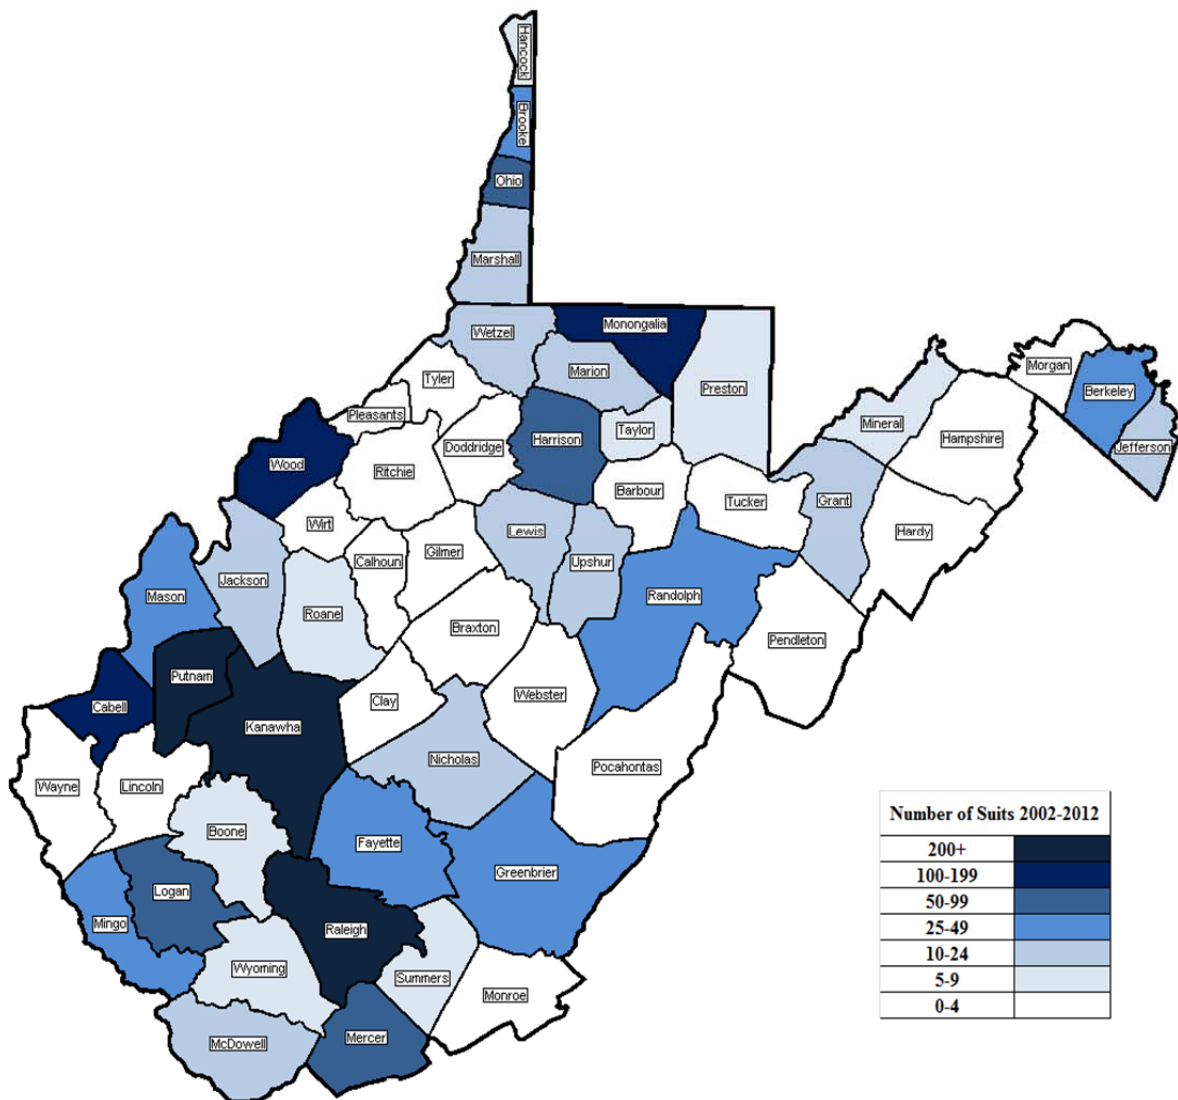 Hancock
Brooke
Ohio
Marshall
Wetzel
Monongalia
Marion
Preston
Tyler
Pleasants
Doddridge
Harrison
Taylor
Mineral
Hampshire
Morgan
Berkeley
Jefferson
Wood
Ritchie
Barbour
Tucker
Grant
Hardy
Wirt
Calhoun
Gilmer
Lewis
Upshur
Randolph
Pendleton
Mason
Jackson
Roane
Braxton
Putnam
Cabell
Kanawha
Clay
Webster
Nicholas
Pocahontas
Wayne
Lincoln
Boone
Fayette
Greenbrier
Logan
Mingo
Raleigh
Wyoming
Summers
Monroe
McDowell
Mercer
Number of Suits 2002-2012
200+
100-199
50-99
25-49
10-24
5-9
0-4